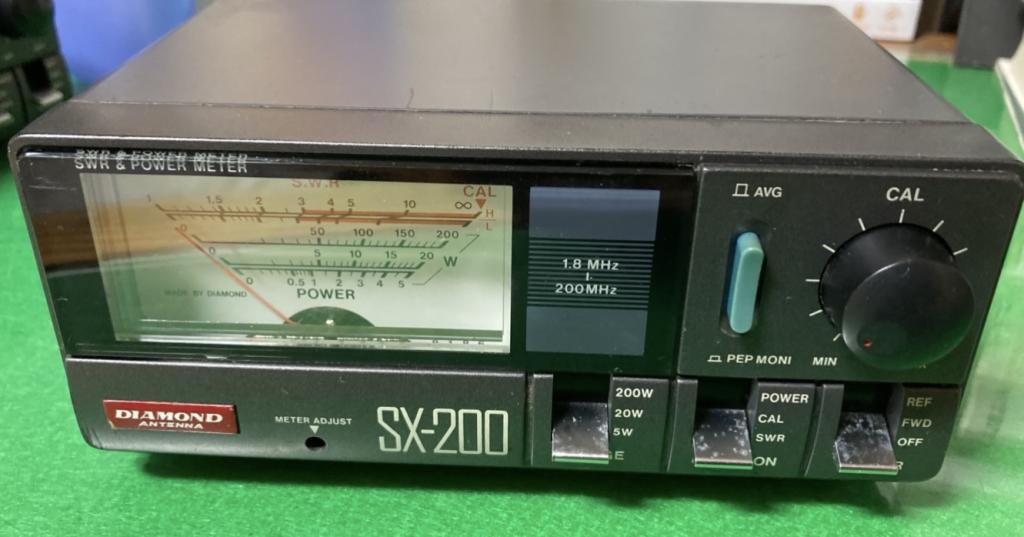 SWR & POWER METER
S.W.R
CAL
1 1.5 2 3 4 5 10 ∞
H
L
0 50 100 150 200
0 5 10 15 20
W
0 0.5 1 2 3 4 5
MADE BY DIAMOND
POWER
1.8 MHz
200MHz
AVG
CAL
PEP MONI
MIN
DIAMOND
ANTENNA
METER ADJUST
SX-200
200W
20W
5W
POWER
CAL
SWR
ON
REF
FWD
OFF